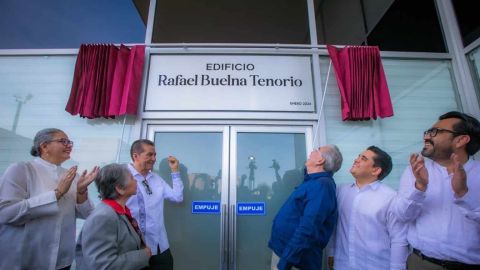 EDIFICIO
Rafael Buelna Tenorio
ENERO 2024
EMPUJE
EMPUJE